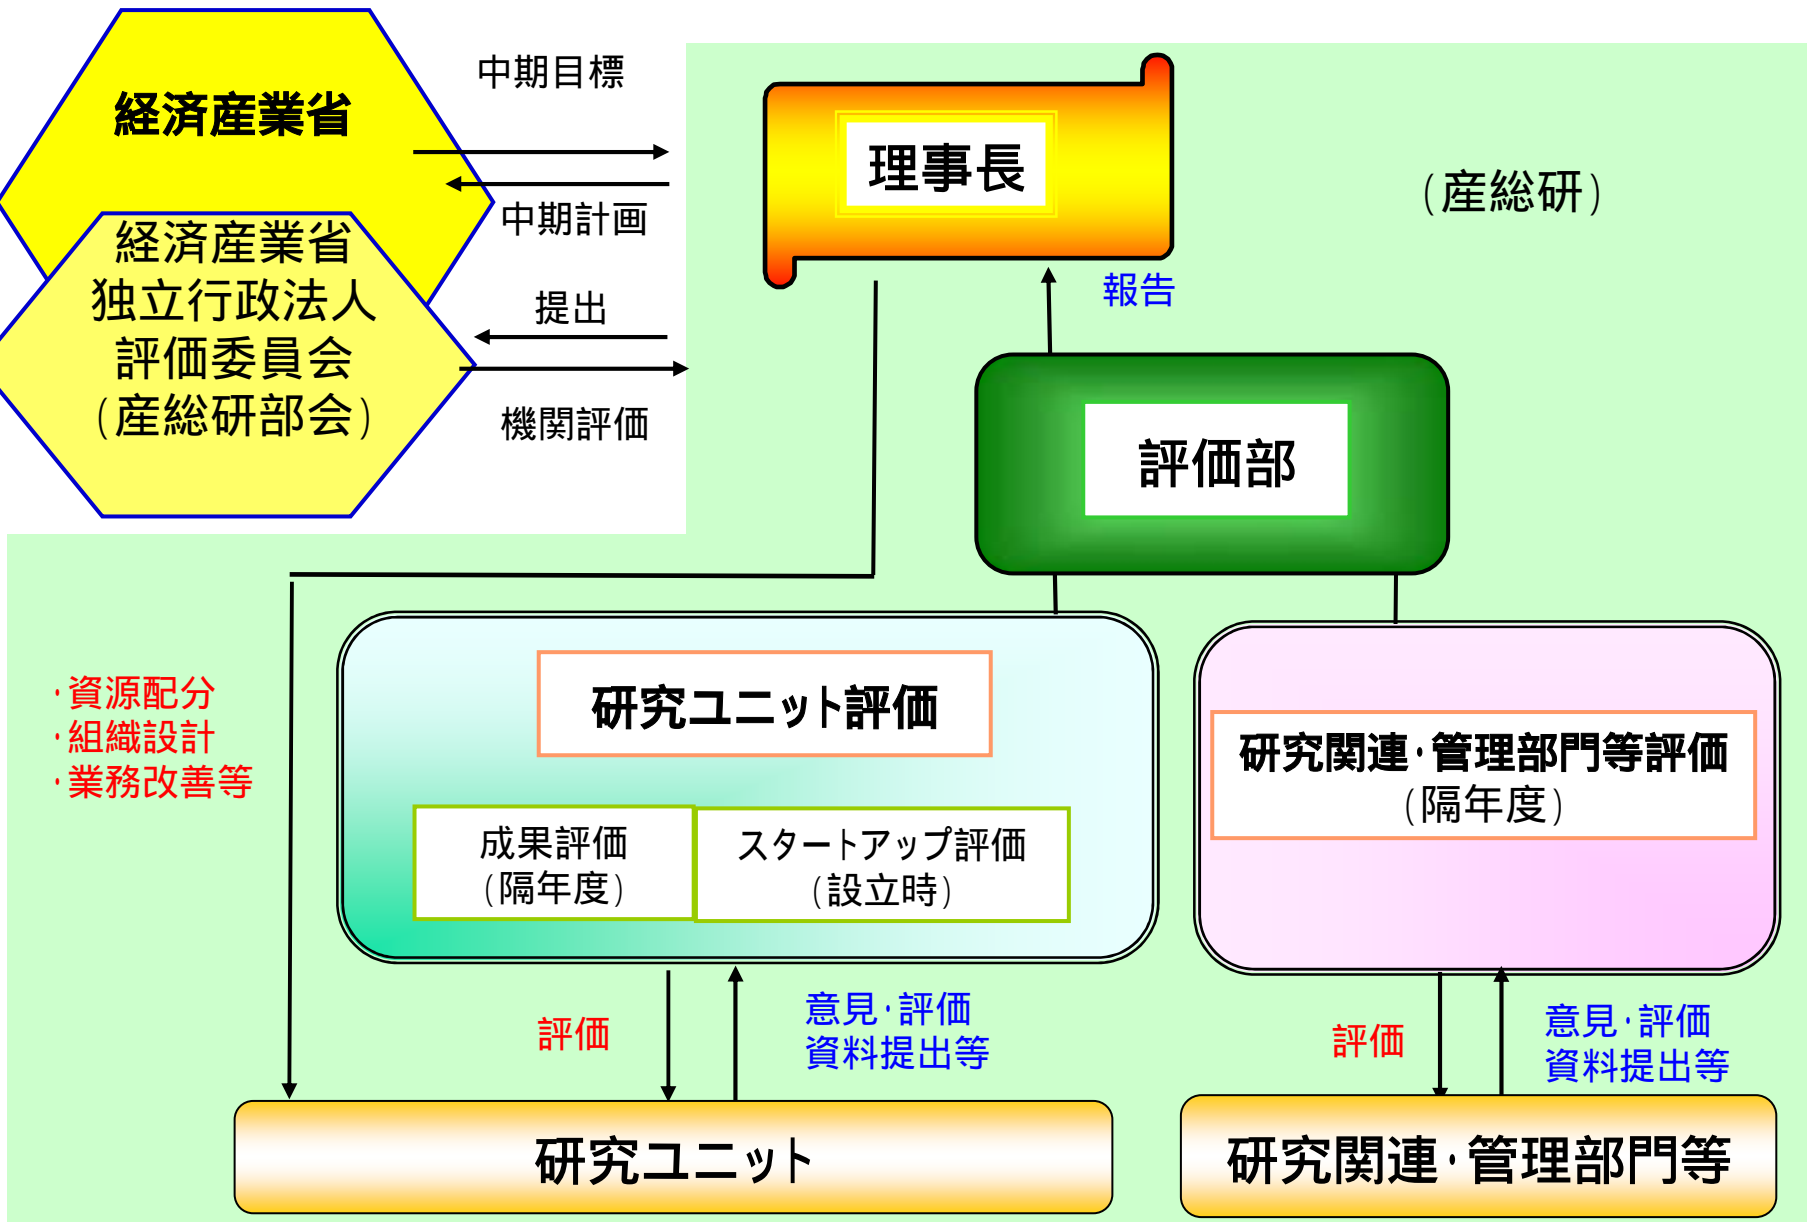 経済産業省
中期目標
中期計画
経済産業省
独立行政法人
評価委員会
(産総研部会)
提出
機関評価
理事長
(産総研)
報告
評価部
・資源配分
・組織設計
・業務改善等
研究ユニット評価
成果評価
(隔年度)
スタートアップ評価
(設立時)
研究関連・管理部門等評価
(隔年度)
評価
意見・評価
資料提出等
評価
意見・評価
資料提出等
研究ユニット
研究関連・管理部門等